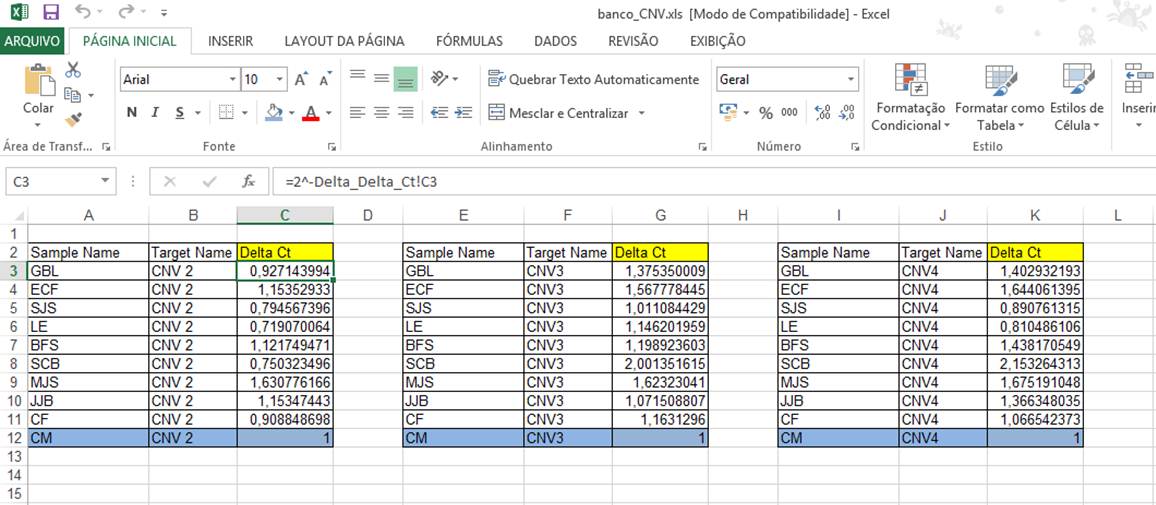 banco_CNV.xls [Modo de Compatibilidade] - Excel
ARQUIVO PÁGINA INICIAL INSERIR LAYOUT DA PÁGINA FÓRMULAS DADOS REVISÃO EXIBIÇÃO
Colar
Arial 10
N I S
Quebrar Texto Automaticamente
Mesclar e Centralizar
Geral
% 000
Formatação Condicional
Formatar como Tabela
Estilos de Célula
Inserir
Área de Transf... Fonte Alinhamento Número Estilo
C3 fx =2^-Delta_Delta_Ct!C3
A B C D E F G H I J K L
1
2 Sample Name Target Name Delta Ct Sample Name Target Name Delta Ct Sample Name Target Name Delta Ct
3 GBL CNV 2 0,927143994 GBL CNV3 1,375350009 GBL CNV4 1,402932193
4 ECF CNV 2 1,15352933 ECF CNV3 1,567778445 ECF CNV4 1,644061395
5 SJS CNV 2 0,794567396 SJS CNV3 1,011084429 SJS CNV4 0,890761315
6 LE CNV 2 0,719070064 LE CNV3 1,146201959 LE CNV4 0,810486106
7 BFS CNV 2 1,121749471 BFS CNV3 1,198923603 BFS CNV4 1,438170549
8 SCB CNV 2 0,750323496 SCB CNV3 2,001351615 SCB CNV4 2,153264313
9 MJS CNV 2 1,630776166 MJS CNV3 1,62323041 MJS CNV4 1,675191048
10 JJB CNV 2 1,15347443 JJB CNV3 1,071508807 JJB CNV4 1,366348035
11 CF CNV 2 0,908848698 CF CNV3 1,1631296 CF CNV4 1,066542373
12 CM CNV 2 1 CM CNV3 1 CM CNV4 1
13
14
15